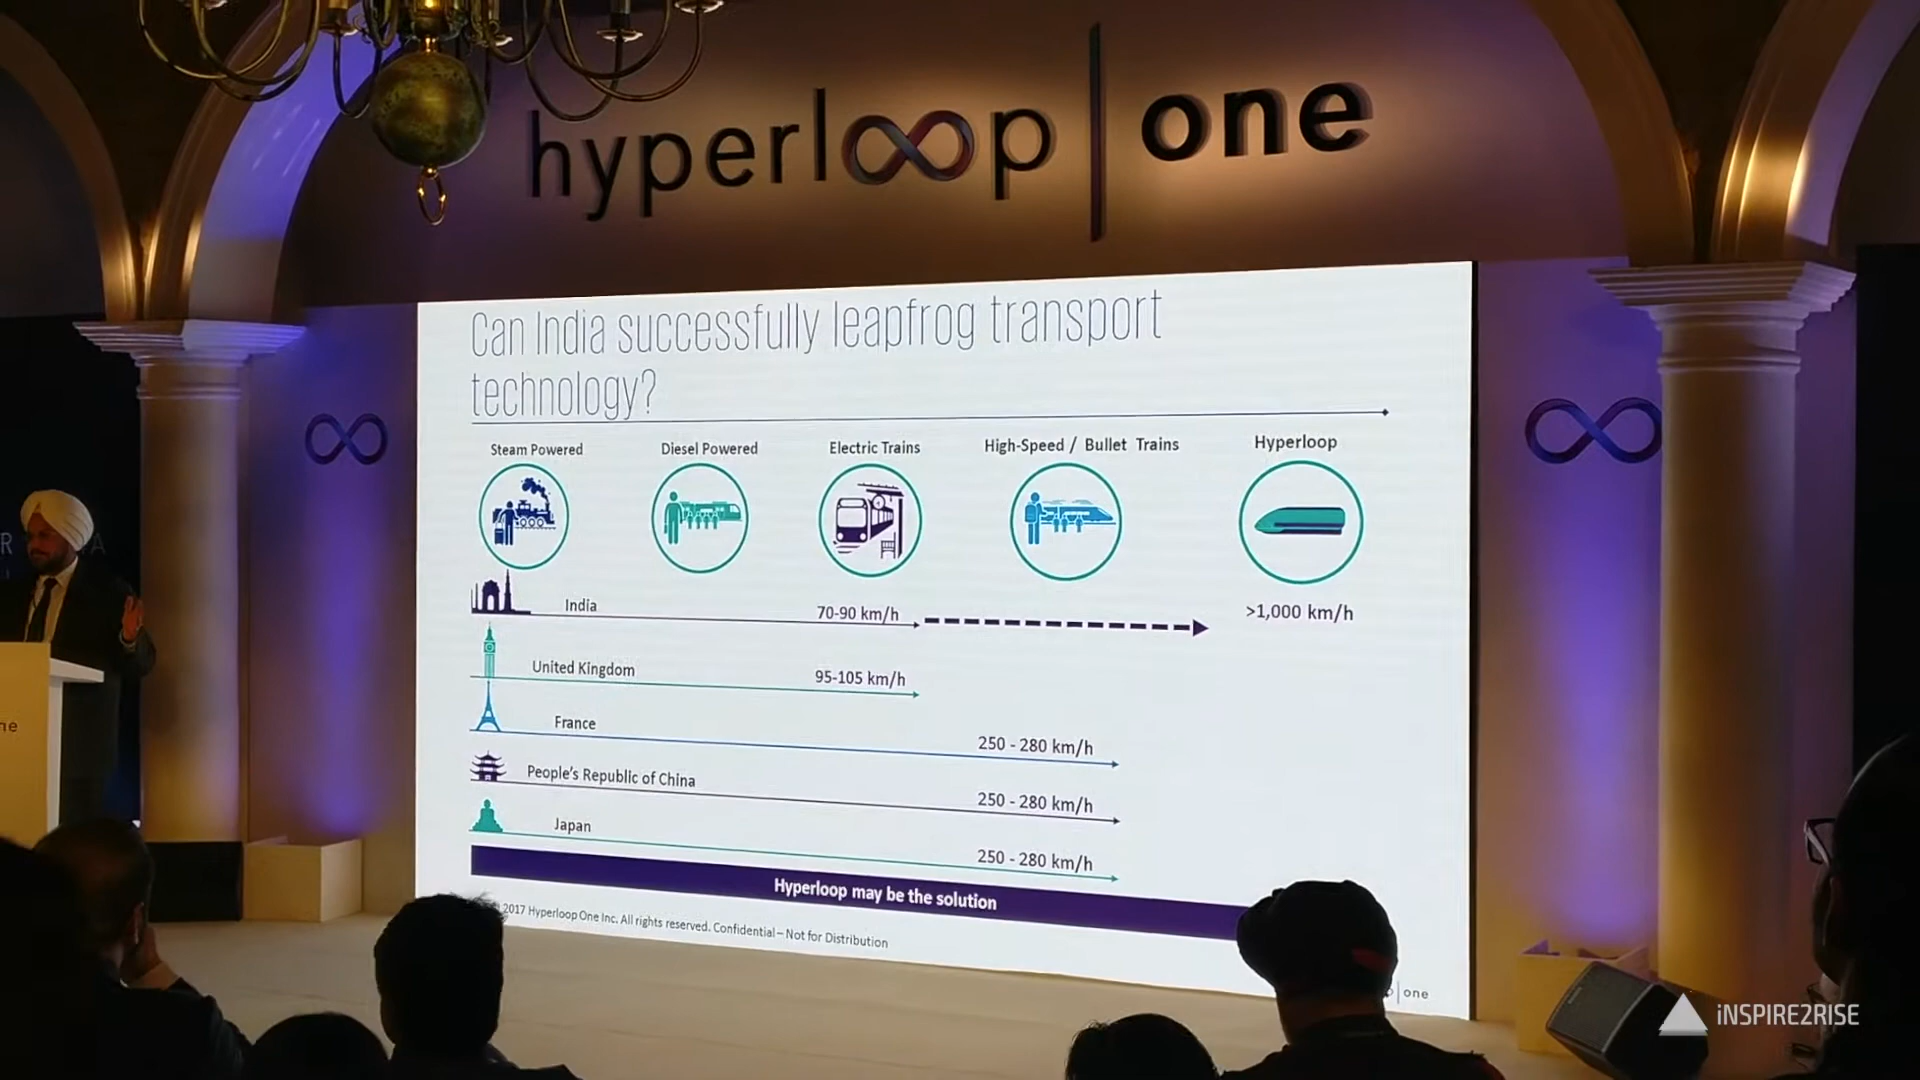 hyperloop | one
Can India successfully leapfrog transport
technology?
Steam Powered
Diesel Powered
Electric Trains
High-Speed / Bullet Trains
Hyperloop
India
70-90 km/h
>1,000 km/h
United Kingdom
95-105 km/h
France
250 - 280 km/h
People's Republic of China
250 - 280 km/h
Japan
250 - 280 km/h
Hyperloop may be the solution
2017 Hyperloop One Inc. All rights reserved. Confidential – Not for Distribution
| one
iNSPIRE2RISE